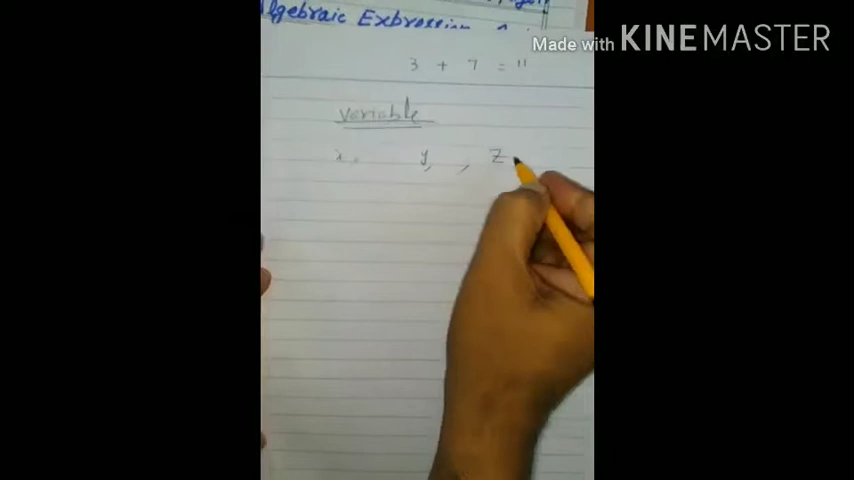 Algebraic Expression
Made with KINEMASTER
3 + 7 = 11
variable
x, y, , z